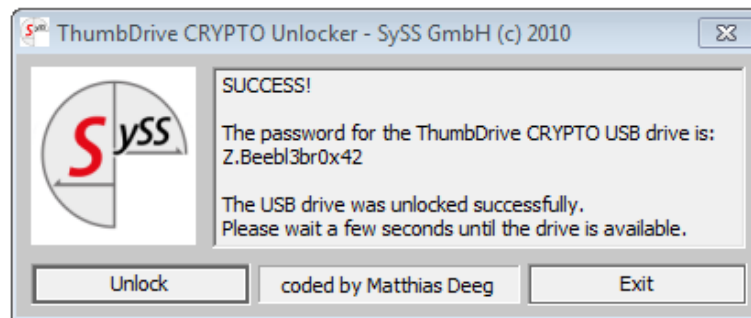 SySS ThumbDrive CRYPTO Unlocker - SySS GmbH (c) 2010
SySS
SUCCESS!
The password for the ThumbDrive CRYPTO USB drive is:
Z.Beebl3br0x42
The USB drive was unlocked successfully.
Please wait a few seconds until the drive is available.
Unlock
coded by Matthias Deeg
Exit